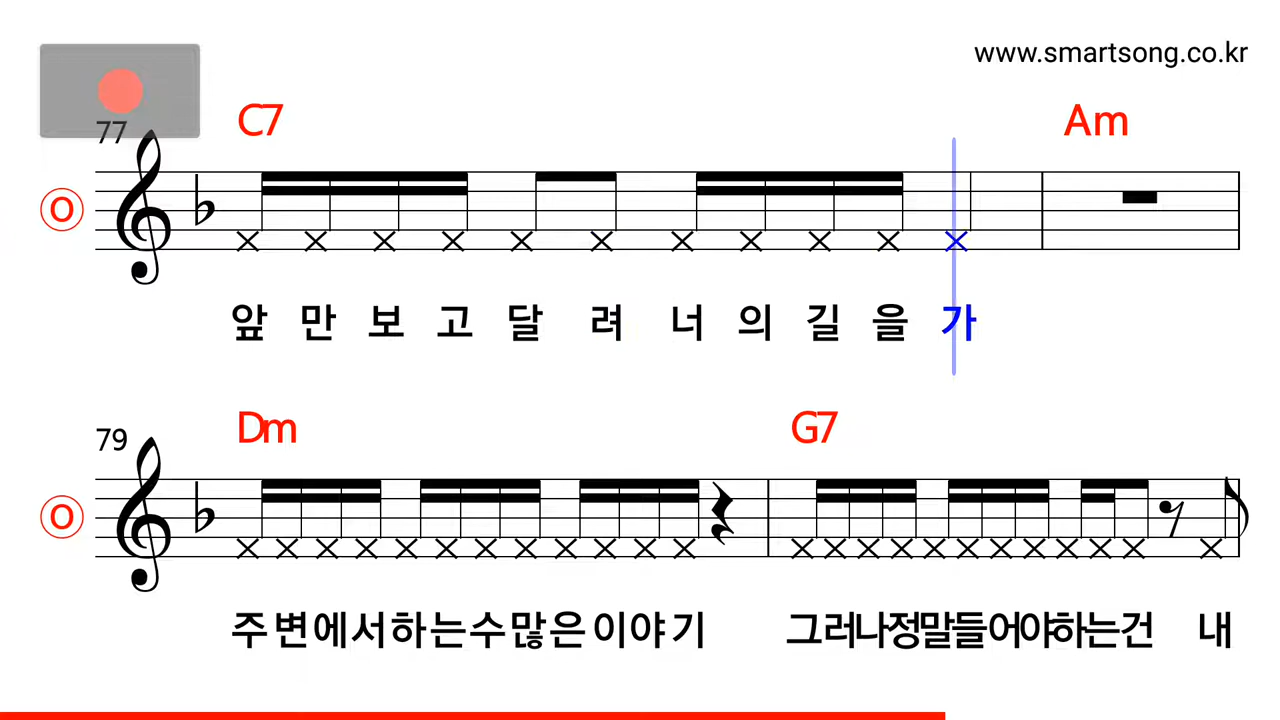 www.smartsong.co.kr
77 C7 Am
O
앞 만 보 고 달 려 너 의 길 을 가
79 Dm G7
O
주 변 에 서 하 는 수 많 은 이 야 기 그 러 나 정 말 들 어 야 하 는 건 내